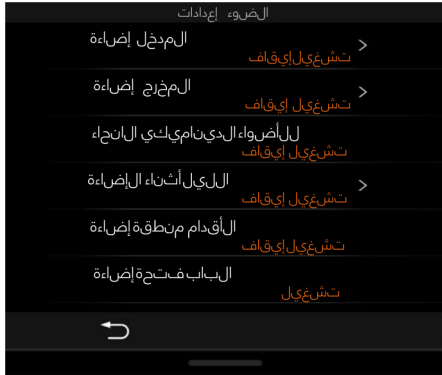 الضوء إعدادات
المدخل إضاءة
تشغيل إيقاف
المخرج إضاءة
تشغيل إيقاف
للأضواء الديناميكي الانحاء
تشغيل إيقاف
الليل أثناء الإضاءة
تشغيل إيقاف
الأقدام منطقة إضاءة
تشغيل إيقاف
الباب فتحة إضاءة
تشغيل